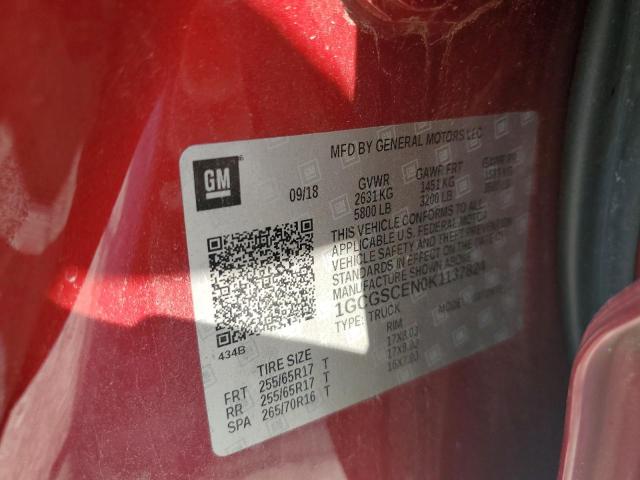 MFD BY GENERAL MOTORS LLC
GM
09/18 GVWR GAWR FRT GAWR RR
2631 KG 1451 KG
5800 LB 3200 LB
THIS VEHICLE CONFORMS TO ALL
APPLICABLE U.S. FEDERAL MOTOR
VEHICLE SAFETY AND THEFT PREVENTION
STANDARDS IN EFFECT ON THE DATE OF
MANUFACTURE SHOWN ABOVE.
1GCGSCEN0K1137824
TYPE: TRUCK MODEL:
434B
TIRE SIZE RIM
FRT 255/65R17 T 17X8.0J
RR 255/65R17 T 17X8.0J
SPA 265/70R16 T 16X7.0J